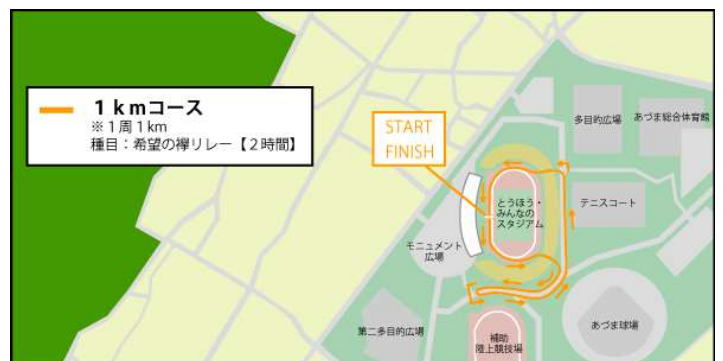 1kmコース
※1周1km
種目：希望の襷リレー【2時間】
START
FINISH
多目的広場
あづま総合体育館
とうほう・
みんなの
スタジアム
テニスコート
モニュメント
広場
第二多目的広場
補助
陸上競技場
あづま球場